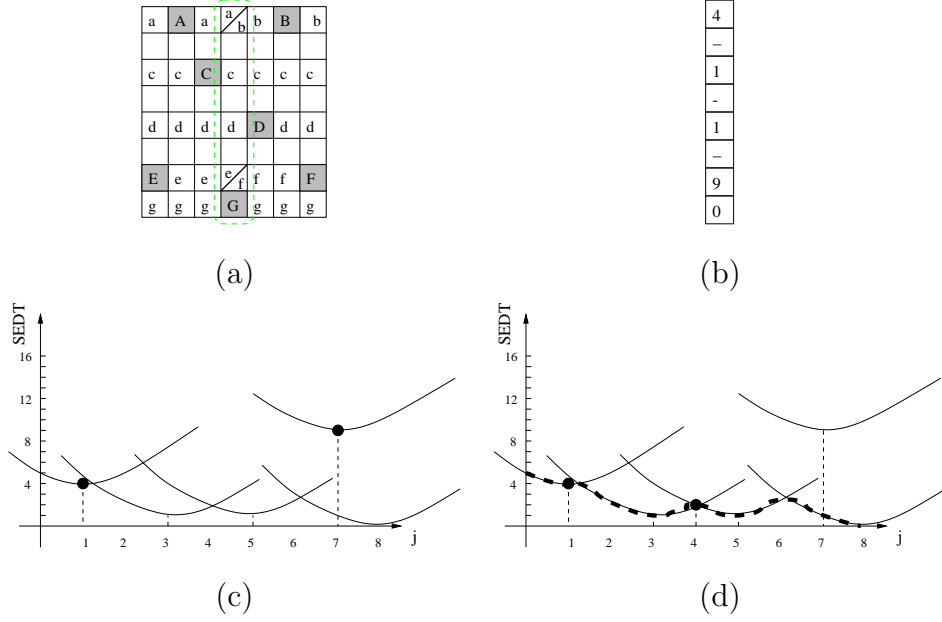 a A a a b b B b
c c C c c c c
d d d d D d d
E e e e f f f F
g g g G g g g
(a)
4
–
1
-
1
–
9
0
(b)
SEDT
16
12
8
4
1 2 3 4 5 6 7 8 j
(c)
SEDT
16
12
8
4
1 2 3 4 5 6 7 8 j
(d)